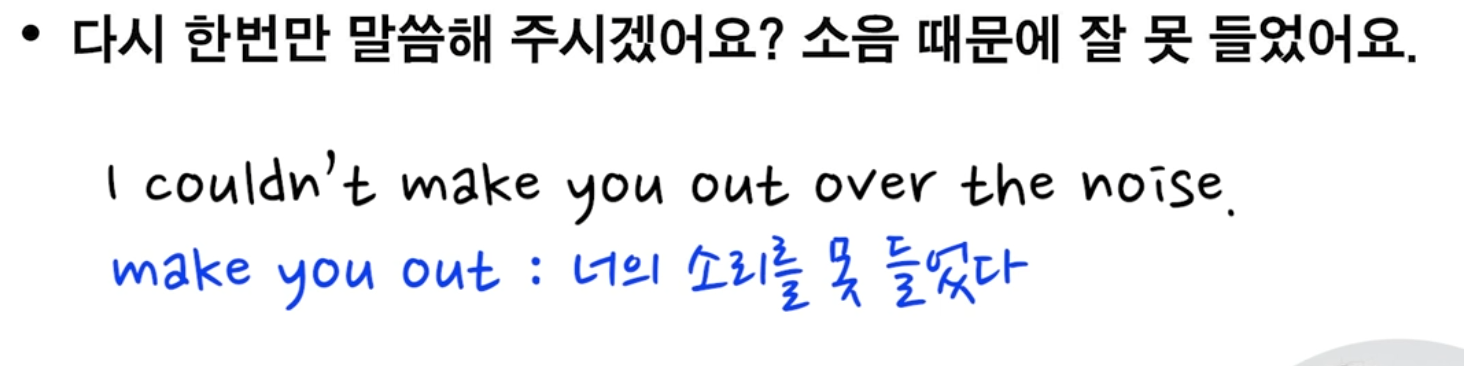 • 다시 한번만 말씀해 주시겠어요? 소음 때문에 잘 못 들었어요.
I couldn't make you out over the noise.
make you out : 너의 소리를 못 들었다